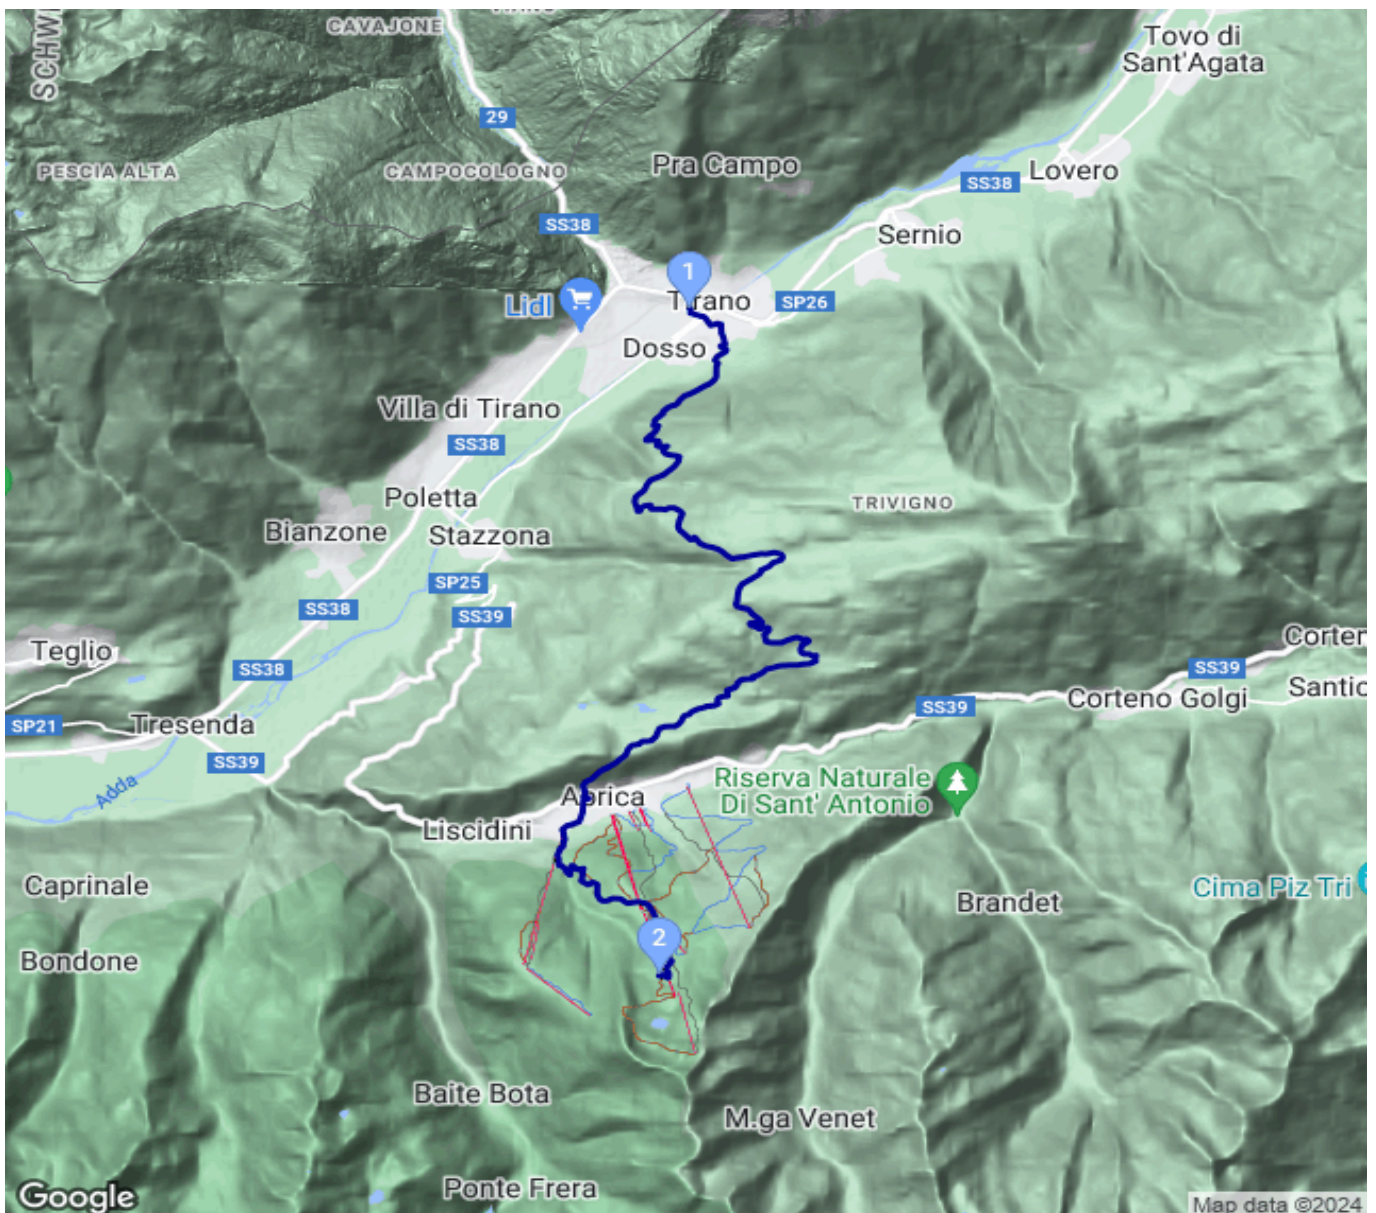 CAVAJONE
SCHW
Tovo di
Sant'Agata
29
PESCIA ALTA
CAMPOCOLOGNO
Pra Campo
SS38
Lovero
SS38
Sernio
1
Lidl
Tirano
SP26
Dosso
Villa di Tirano
SS38
Poletta
TRIVIGNO
Bianzone
Stazzona
SP25
SS38
SS39
Teglio
Corter
SS38
SS39
Santic
Corteno Golgi
SS39
SP21
Tresenda
SS39
Adda
Aprica
Riserva Naturale
Di Sant' Antonio
Liscidini
Caprinale
Cima Piz Tri
Brandet
2
Bondone
Baite Bota
M.ga Venet
Ponte Frera
Google
Map data ©2024